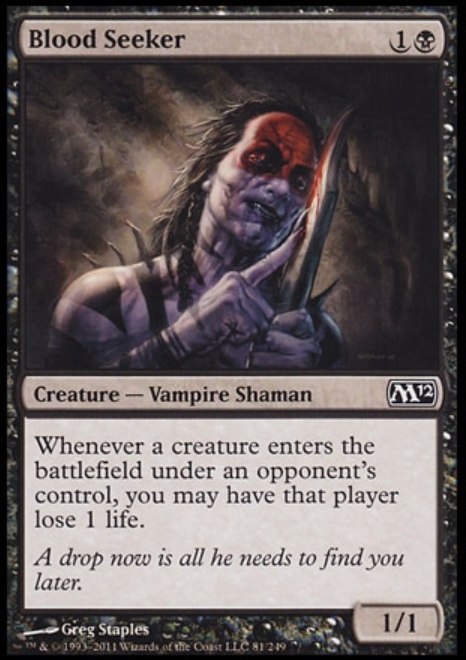 Blood Seeker 1
Creature — Vampire Shaman M12
Whenever a creature enters the
battlefield under an opponent's
control, you may have that player
lose 1 life.
A drop now is all he needs to find you
later.
Greg Staples
1/1
™ & © 1993–2011 Wizards of the Coast LLC 81/249